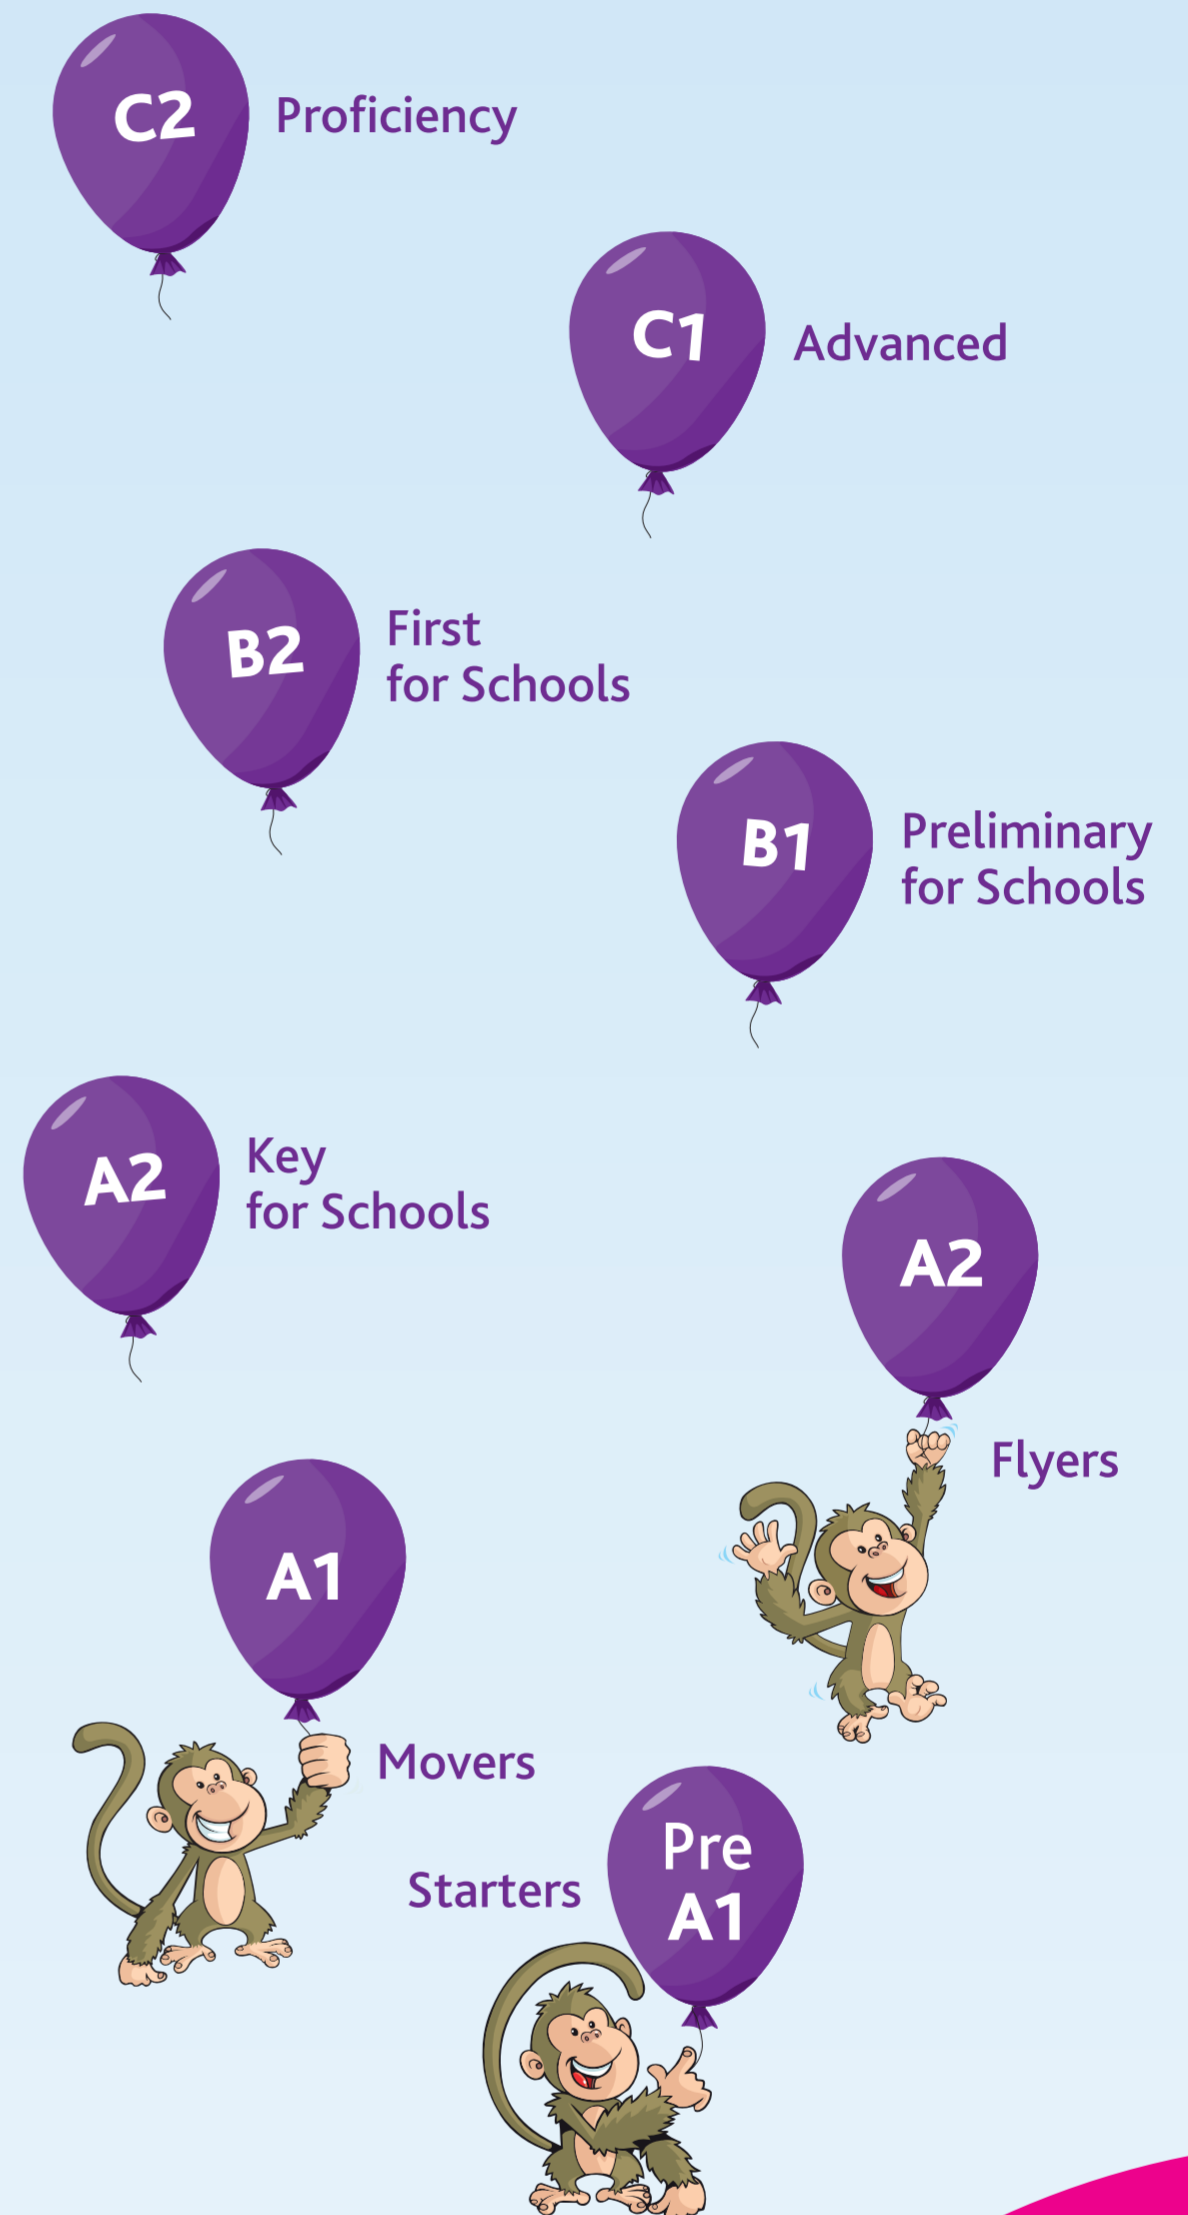 C2
Proficiency
C1
Advanced
B2
First
for Schools
B1
Preliminary
for Schools
A2
Key
for Schools
A2
Flyers
A1
Movers
Pre
A1
Starters